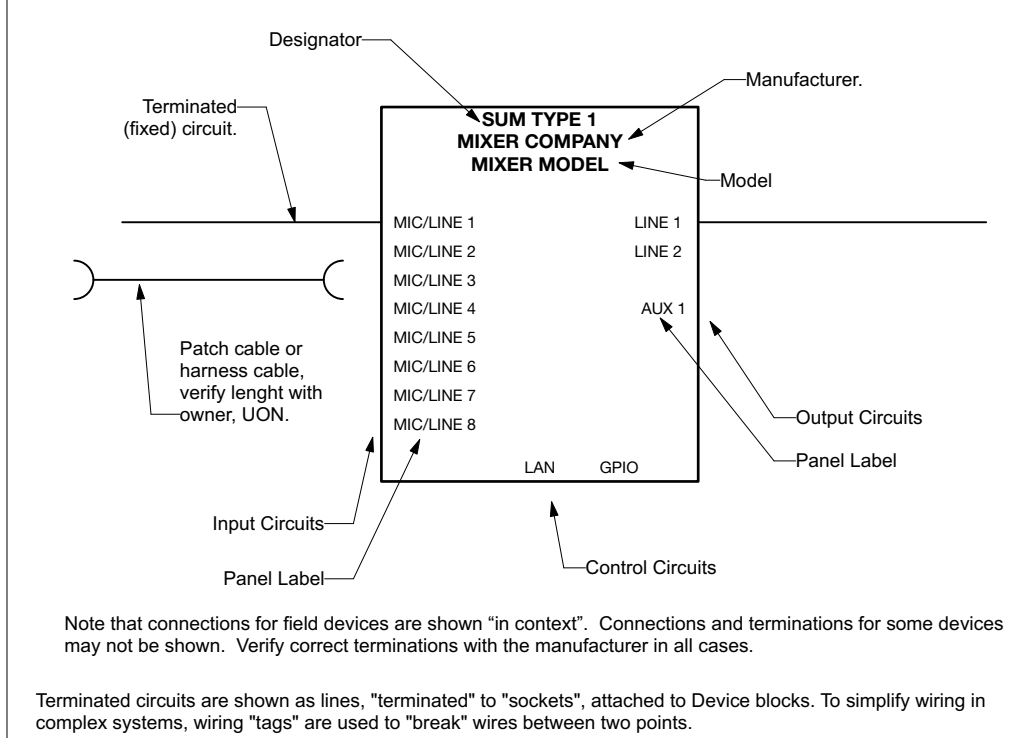 Designator
Manufacturer.
Terminated
(fixed) circuit.
SUM TYPE 1
MIXER COMPANY
MIXER MODEL
Model
MIC/LINE 1
LINE 1
MIC/LINE 2
LINE 2
MIC/LINE 3
MIC/LINE 4
AUX 1
MIC/LINE 5
MIC/LINE 6
MIC/LINE 7
MIC/LINE 8
Patch cable or
harness cable,
verify lenght with
owner, UON.
Output Circuits
Panel Label
LAN
GPIO
Input Circuits
Control Circuits
Panel Label
Note that connections for field devices are shown “in context”.  Connections and terminations for some devices
may not be shown.  Verify correct terminations with the manufacturer in all cases.
Terminated circuits are shown as lines, "terminated" to "sockets", attached to Device blocks. To simplify wiring in
complex systems, wiring "tags" are used to "break" wires between two points.